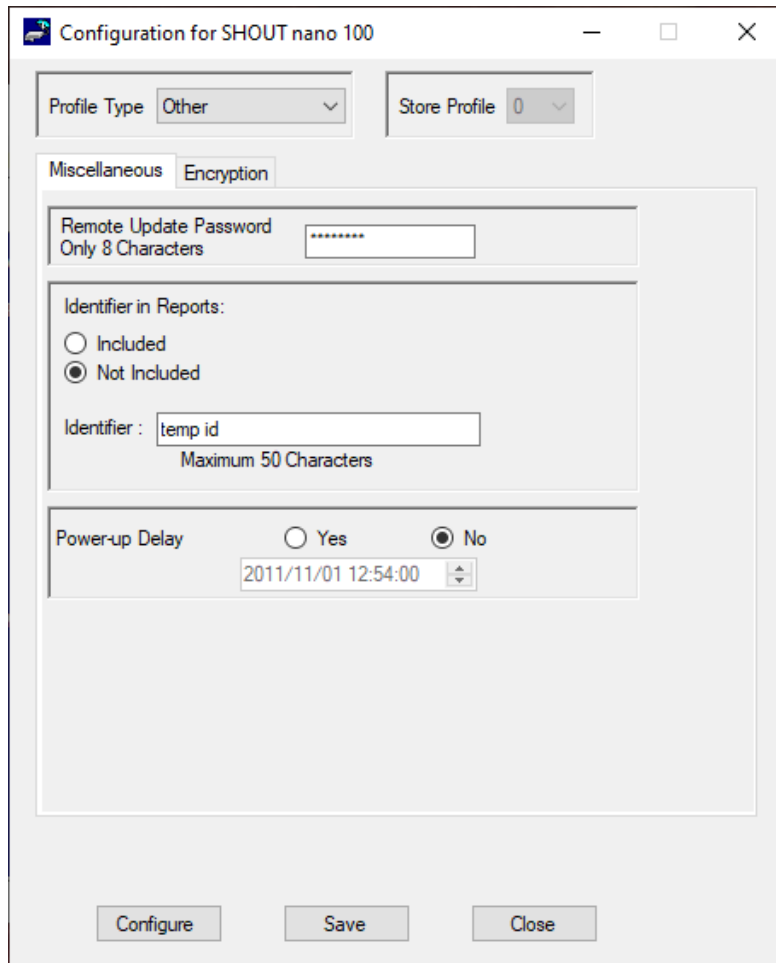 Configuration for SHOUT nano 100
Profile Type Other Store Profile 0
Miscellaneous Encryption
Remote Update Password
Only 8 Characters ********
Identifier in Reports:
Included
Not Included
Identifier : temp id
Maximum 50 Characters
Power-up Delay Yes No
2011/11/01 12:54:00
Configure Save Close